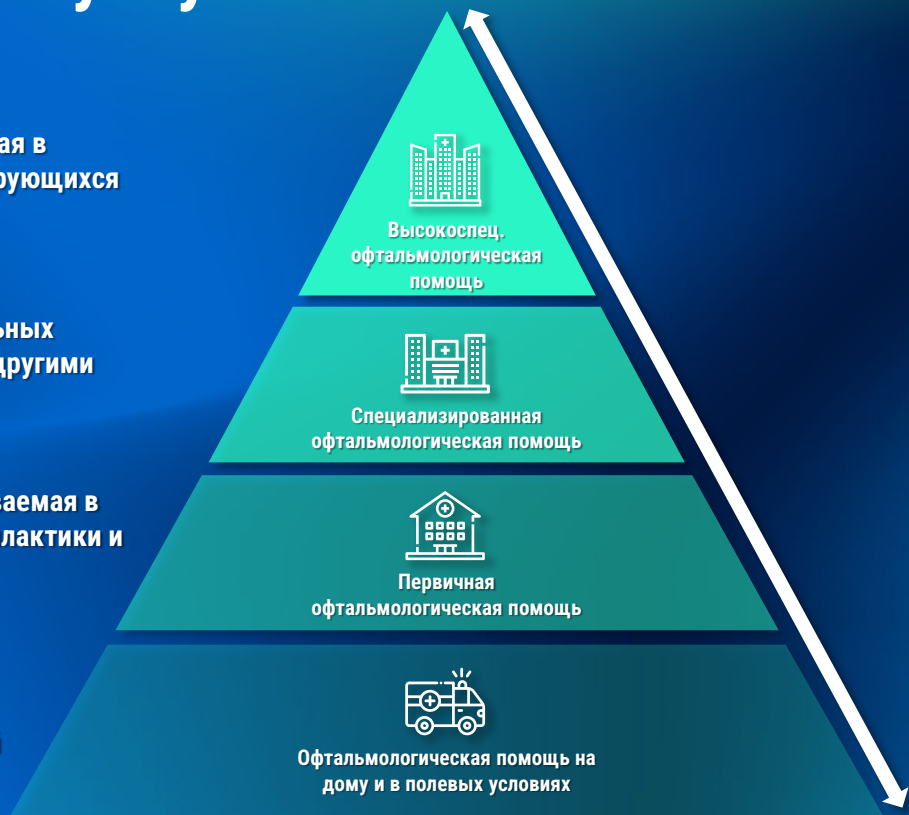 ая в
рующихся
Высокоспец.
офтальмологическая
помощь
ьных
другими
Специализированная
офтальмологическая помощь
ваемая в
лактики и
Первичная
офтальмологическая помощь
Офтальмологическая помощь на
дому и в полевых условиях